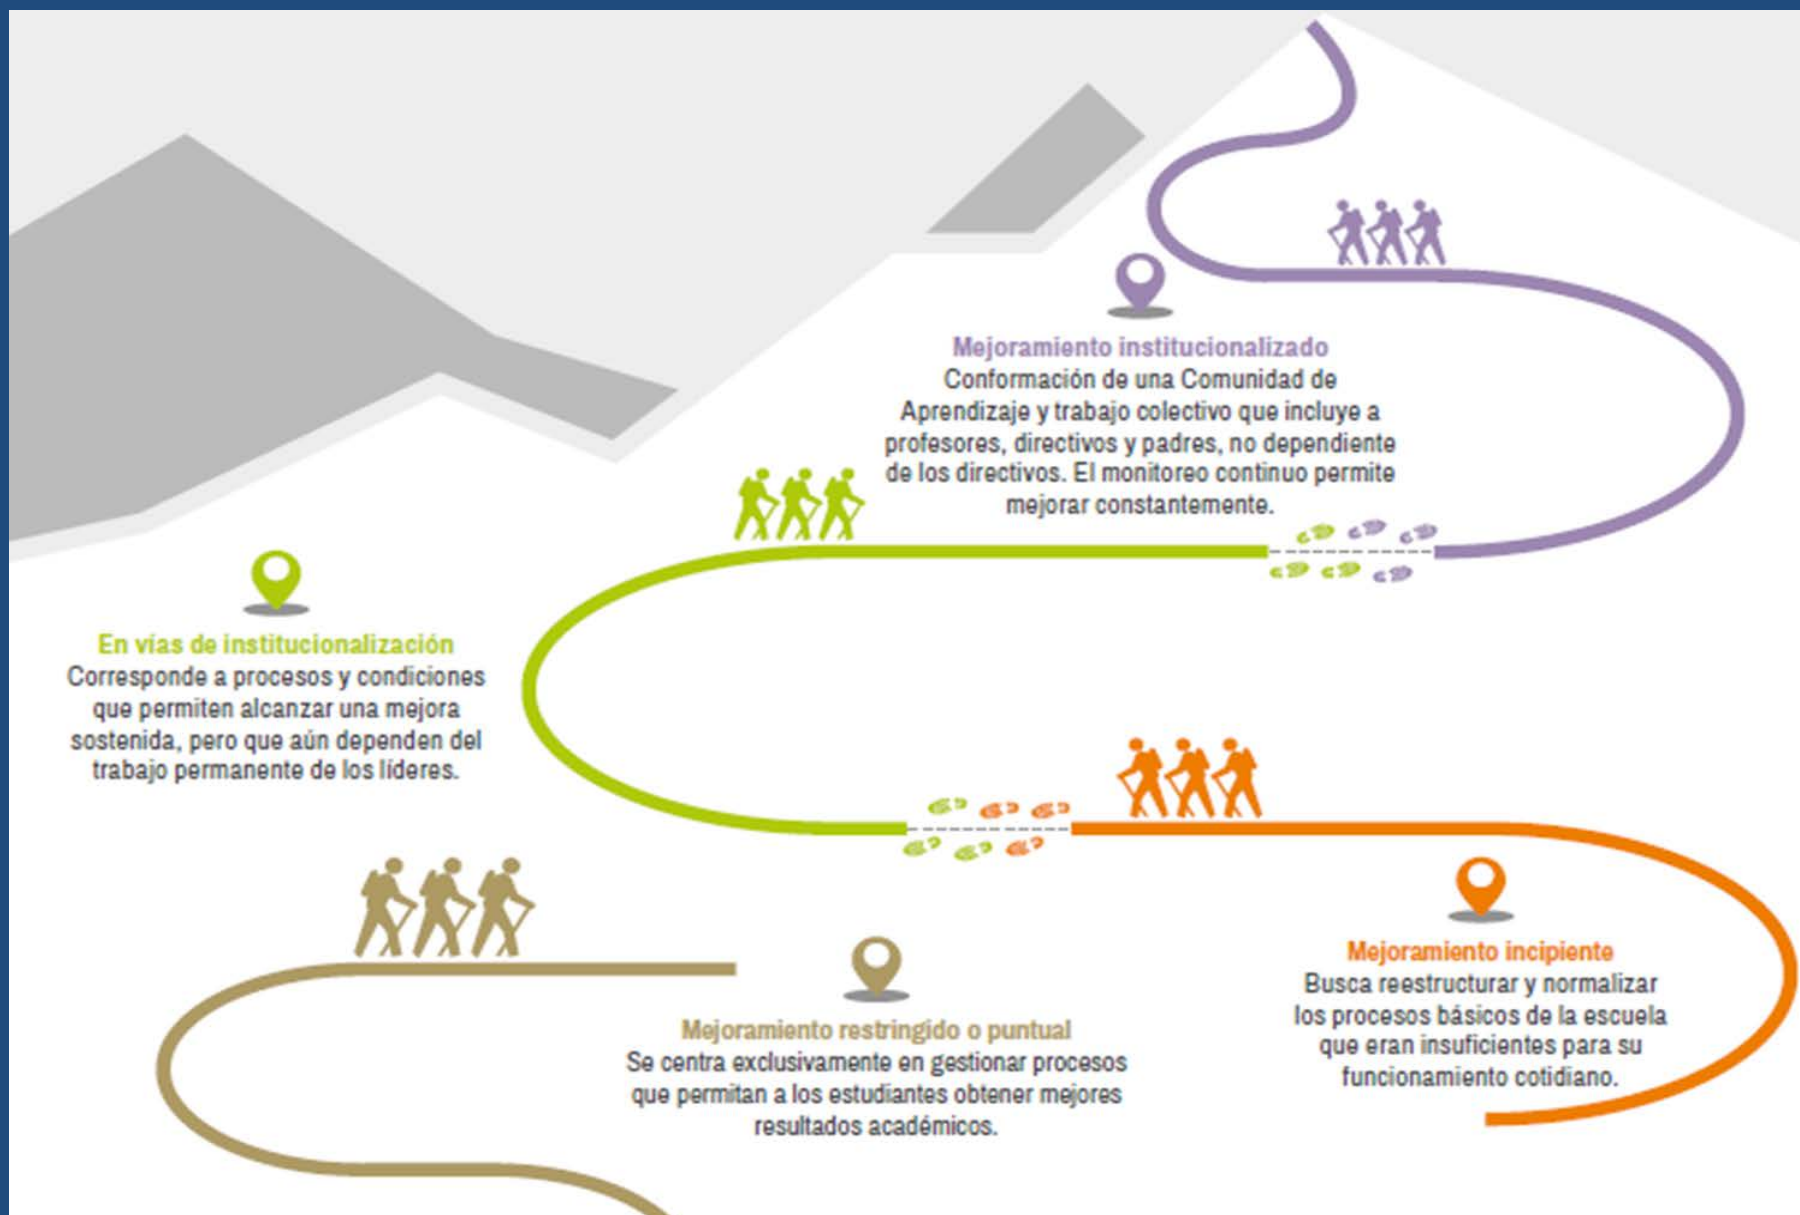 Mejoramiento institucionalizado
Conformación de una Comunidad de
Aprendizaje y trabajo colectivo que incluye a
profesores, directivos y padres, no dependiente
de los directivos. El monitoreo continuo permite
mejorar constantemente.
En vías de institucionalización
Corresponde a procesos y condiciones
que permiten alcanzar una mejora
sostenida, pero que aún dependen del
trabajo permanente de los líderes.
Mejoramiento incipiente
Busca reestructurar y normalizar
los procesos básicos de la escuela
que eran insuficientes para su
funcionamiento cotidiano.
Mejoramiento restringido o puntual
Se centra exclusivamente en gestionar procesos
que permitan a los estudiantes obtener mejores
resultados académicos.